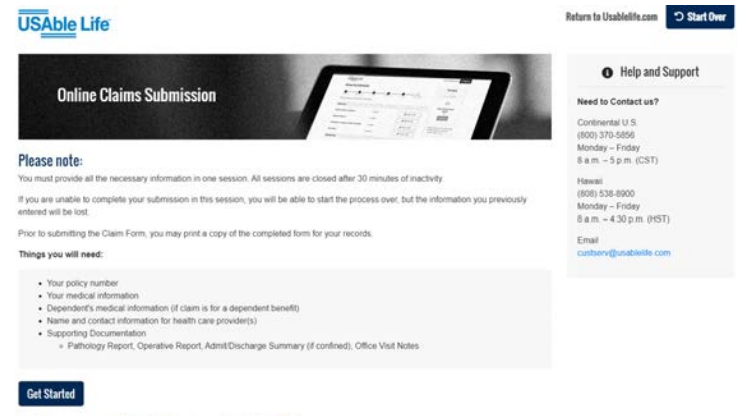 USAble Life
Return to Usablelife.com
Start Over
Online Claims Submission
Please note:
You must provide all the necessary information in one session. All sessions are closed after 30 minutes of inactivity.
If you are unable to complete your submission in this session, you will be able to start the process over, but the information you previously
entered will be lost.
Prior to submitting the Claim Form, you may print a copy of the completed form for your records.
Things you will need:
Your policy number
Your medical information
Dependent's medical information (if claim is for a dependent benefit)
Name and contact information for health care provider(s)
Supporting Documentation
Pathology Report, Operative Report, Admit/Discharge Summary (if confined), Office Visit Notes
Get Started
Help and Support
Need to Contact us?
Continental U.S.
(800) 370-5856
Monday – Friday
8 a.m. – 5 p.m. (CST)
Hawaii
(808) 538-8900
Monday – Friday
8 a.m. – 4:30 p.m. (HST)
Email
custserv@usablelife.com